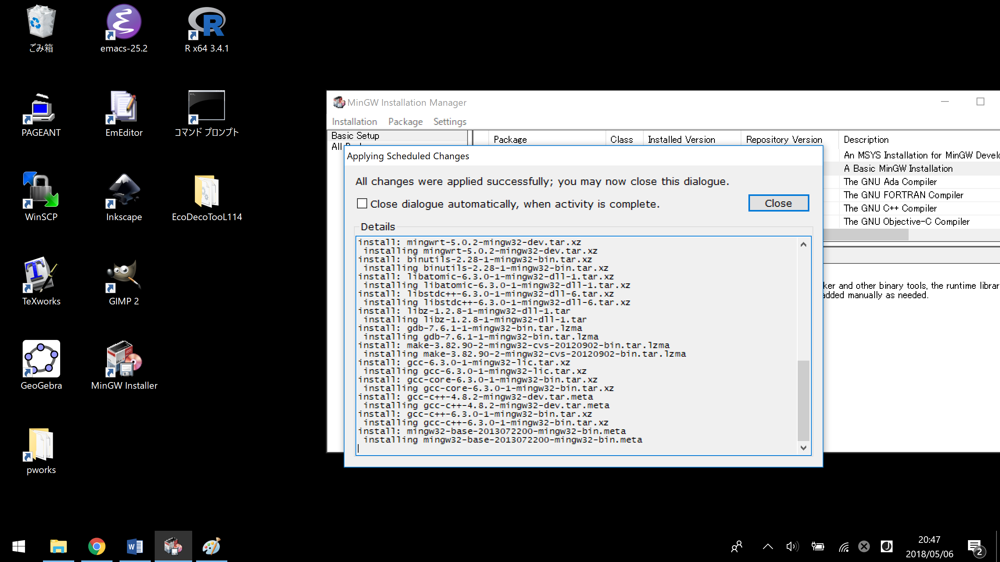 ごみ箱
emacs-25.2
R x64 3.4.1
PAGEANT
EmEditor
コマンド プロンプト
WinSCP
Inkscape
EcoDecoTooL114
TeXworks
GIMP 2
GeoGebra
MinGW Installer
pworks
MinGW Installation Manager
Installation Package Settings
Basic Setup
All
Package Class Installed Version Repository Version Description
An MSYS Installation for MinGW
A Basic MinGW Installation
The GNU Ada Compiler
The GNU FORTRAN Compiler
The GNU C++ Compiler
The GNU Objective-C Compiler
and other binary tools, the runtime
added manually as needed.
Applying Scheduled Changes
All changes were applied successfully; you may now close this dialogue.
Close dialogue automatically, when activity is complete.
Close
Details
install: mingwrt-5.0.2-mingw32-dev.tar.xz
installing mingwrt-5.0.2-mingw32-dev.tar.xz
install: binutils-2.28-1-mingw32-bin.tar.xz
installing binutils-2.28-1-mingw32-bin.tar.xz
install: libatomic-6.3.0-1-mingw32-dll-1.tar.xz
installing libatomic-6.3.0-1-mingw32-dll-1.tar.xz
install: libstdc++-6.3.0-1-mingw32-dll-6.tar.xz
installing libstdc++-6.3.0-1-mingw32-dll-6.tar.xz
install: libz-1.2.8-1-mingw32-dll-1.tar
installing libz-1.2.8-1-mingw32-dll-1.tar
install: gdb-7.6.1-1-mingw32-bin.tar.lzma
installing gdb-7.6.1-1-mingw32-bin.tar.lzma
install: make-3.82.90-2-mingw32-cvs-20120902-bin.tar.lzma
installing make-3.82.90-2-mingw32-cvs-20120902-bin.tar.lzma
install: gcc-6.3.0-1-mingw32-lic.tar.xz
installing gcc-6.3.0-1-mingw32-lic.tar.xz
install: gcc-core-6.3.0-1-mingw32-bin.tar.xz
installing gcc-core-6.3.0-1-mingw32-bin.tar.xz
install: gcc-c++-4.8.2-mingw32-dev.tar.meta
installing gcc-c++-4.8.2-mingw32-dev.tar.meta
install: gcc-c++-6.3.0-1-mingw32-bin.tar.xz
installing gcc-c++-6.3.0-1-mingw32-bin.tar.xz
install: mingw32-base-2013072200-mingw32-bin.meta
installing mingw32-base-2013072200-mingw32-bin.meta
20:47
2018/05/06
2